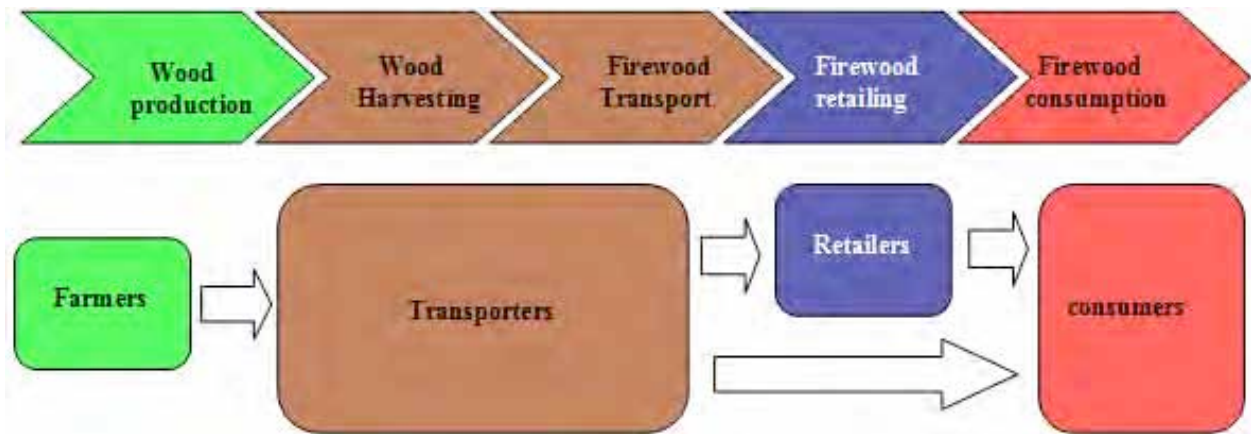 Wood
production
Wood
Harvesting
Firewood
Transport
Firewood
retailing
Firewood
consumption
Farmers
Transporters
Retailers
consumers